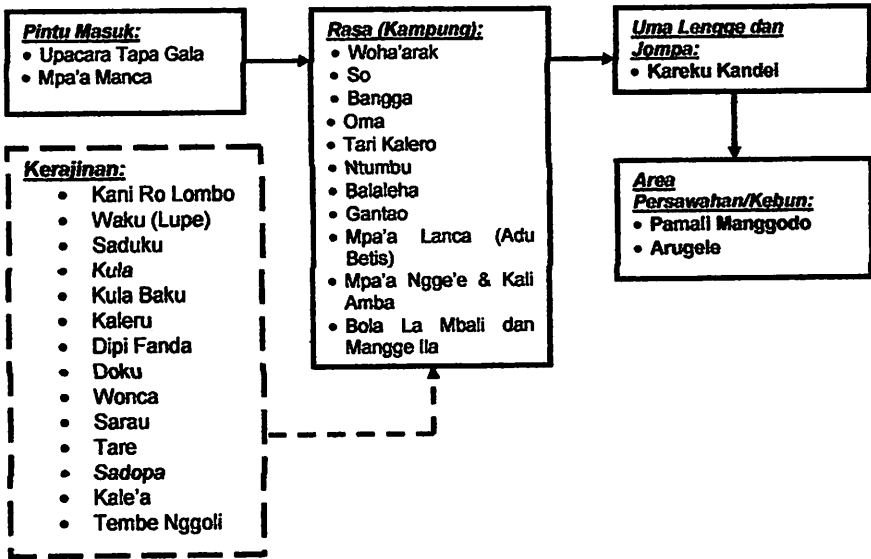 Pintu Masuk:
• Upacara Tapa Gala
• Mpa'a Manca
Rasa (Kampung):
• Woha'arak
• So
• Bangga
• Oma
• Tari Kalero
• Ntumbu
• Balaleha
• Gantao
• Mpa'a Lanca (Adu
Betis)
• Mpa'a Ngge'e & Kali
Amba
• Bola La Mbali dan
Mangge Ila
Uma Lengge dan
Jompa:
• Kareku Kandei
Area
Persawahan/Kebun:
• Pamali Manggodo
• Arugele
Kerajinan:
• Kani Ro Lombo
• Waku (Lupe)
• Saduku
• Kula
• Kula Baku
• Kaleru
• Dipi Fanda
• Doku
• Wonca
• Sarau
• Tare
• Sadopa
• Kale'a
• Tembe Nggoli